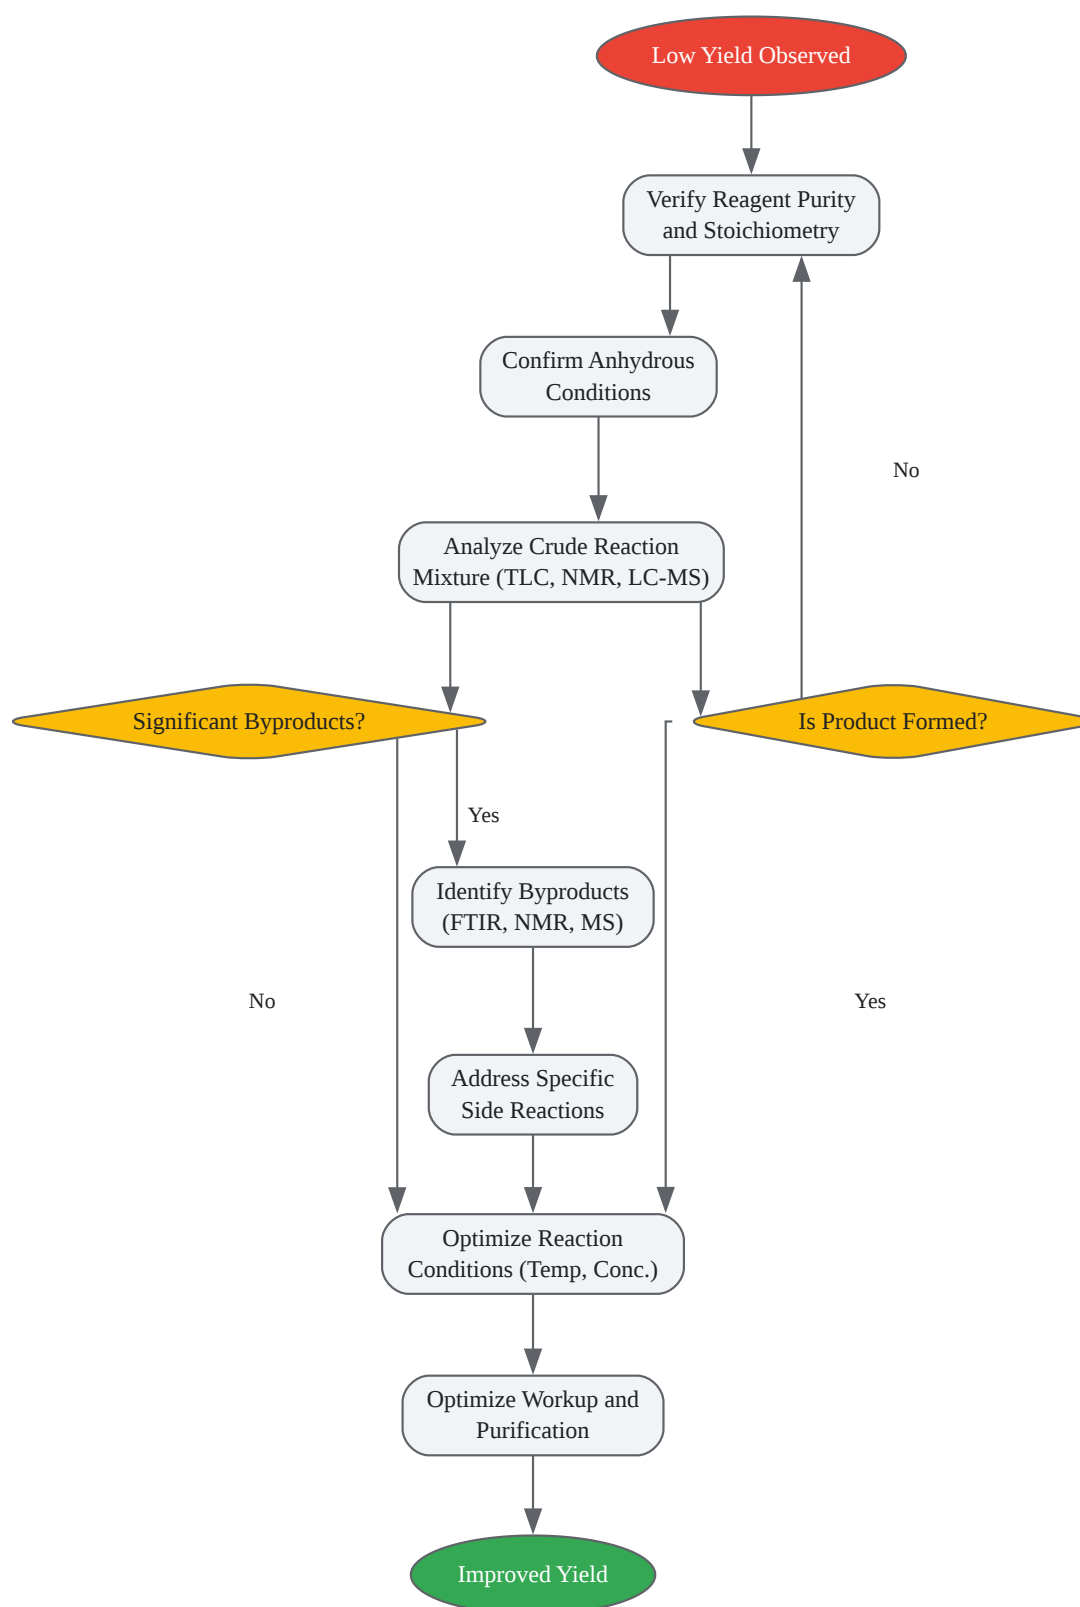 Low Yield Observed
Verify Reagent Purity
and Stoichiometry
Confirm Anhydrous
Conditions
No
Analyze Crude Reaction
Mixture (TLC, NMR, LC-MS)
Significant Byproducts?
Is Product Formed?
Yes
Identify Byproducts
(FTIR, NMR, MS)
No
Yes
Address Specific
Side Reactions
Optimize Reaction
Conditions (Temp, Conc.)
Optimize Workup and
Purification
Improved Yield